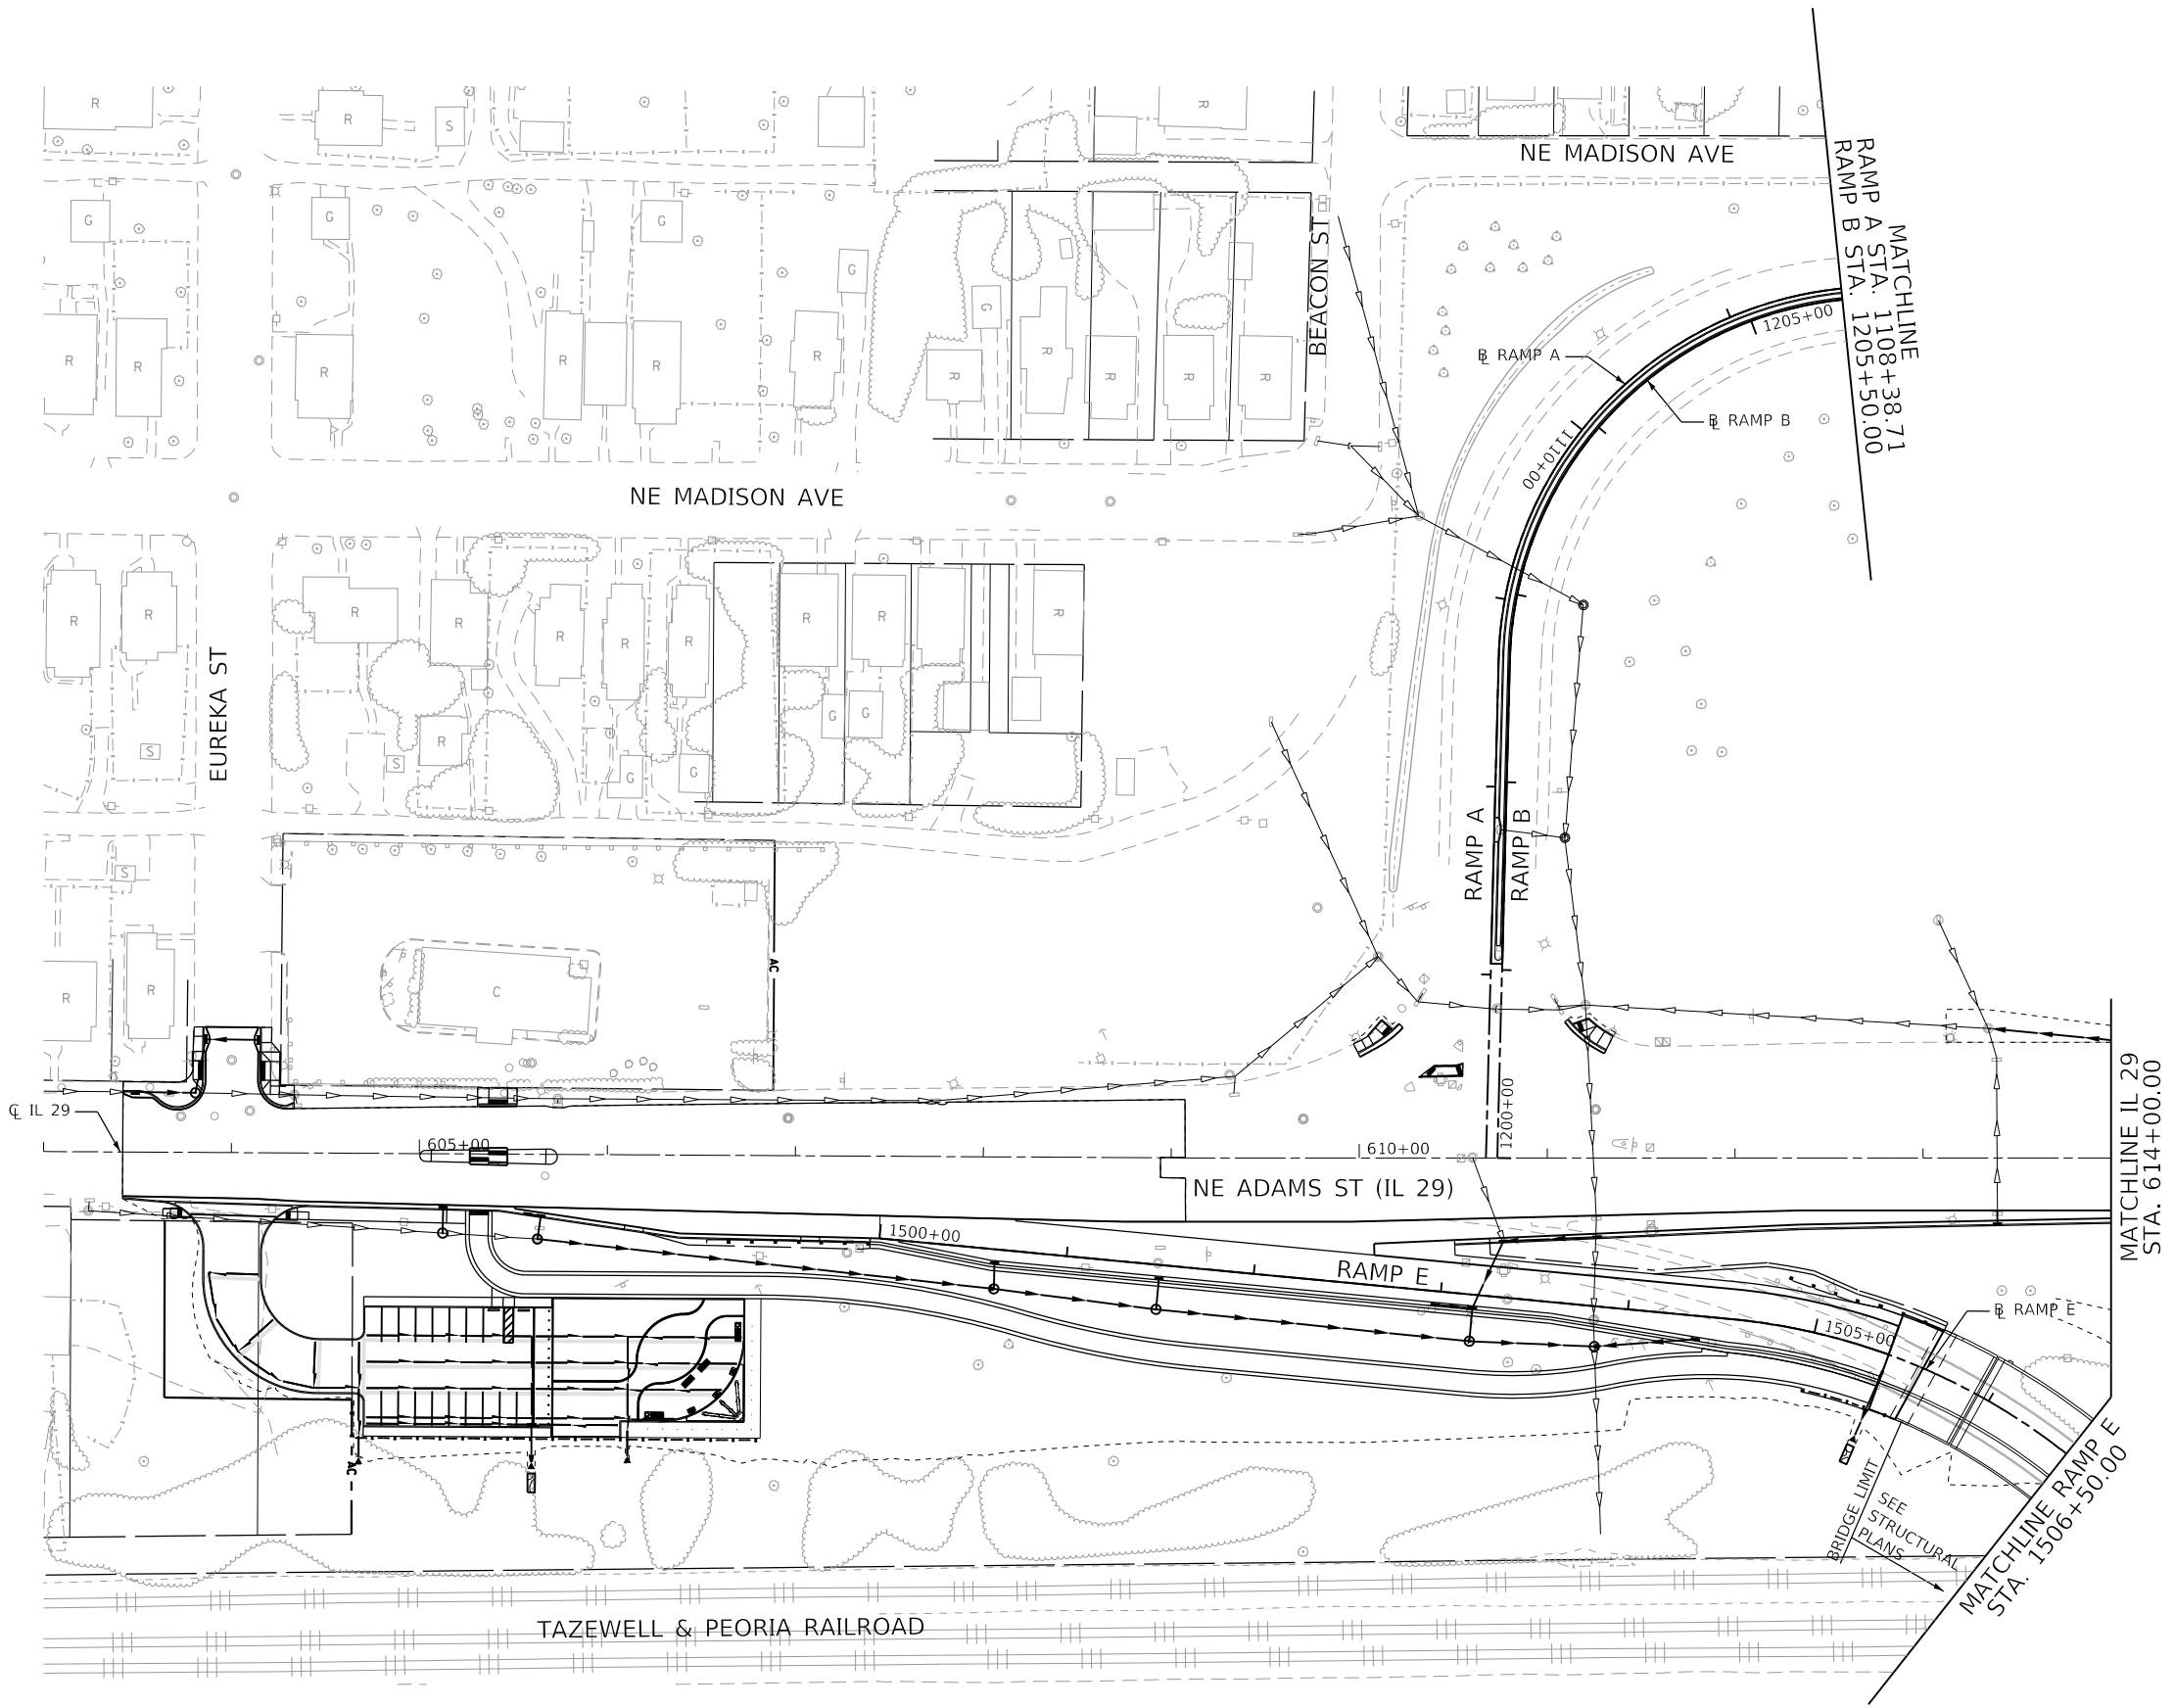 R
R
S
R
NE MADISON AVE
MATCHLINE
RAMP A STA. 1108+38.71
RAMP B STA. 1205+50.00
G
G
G
G
G
BEACON ST
1205+00
R
R
R
R
R
R
R
R
R
R
R
℄ RAMP A
℄ RAMP B
1110+00
NE MADISON AVE
R
R
R
R
R
R
R
R
R
R
EUREKA ST
G
G
R
S
S
G
G
RAMP A
RAMP B
S
AC
C
R
R
℄ IL 29
605+00
610+00
1200+00
NE ADAMS ST (IL 29)
MATCHLINE IL 29
STA. 614+00.00
1500+00
RAMP E
℄ RAMP E
1505+00
AC
BRIDGE LIMIT
SEE
STRUCTURAL
PLANS
MATCHLINE RAMP E
STA. 1506+50.00
TAZEWELL & PEORIA RAILROAD